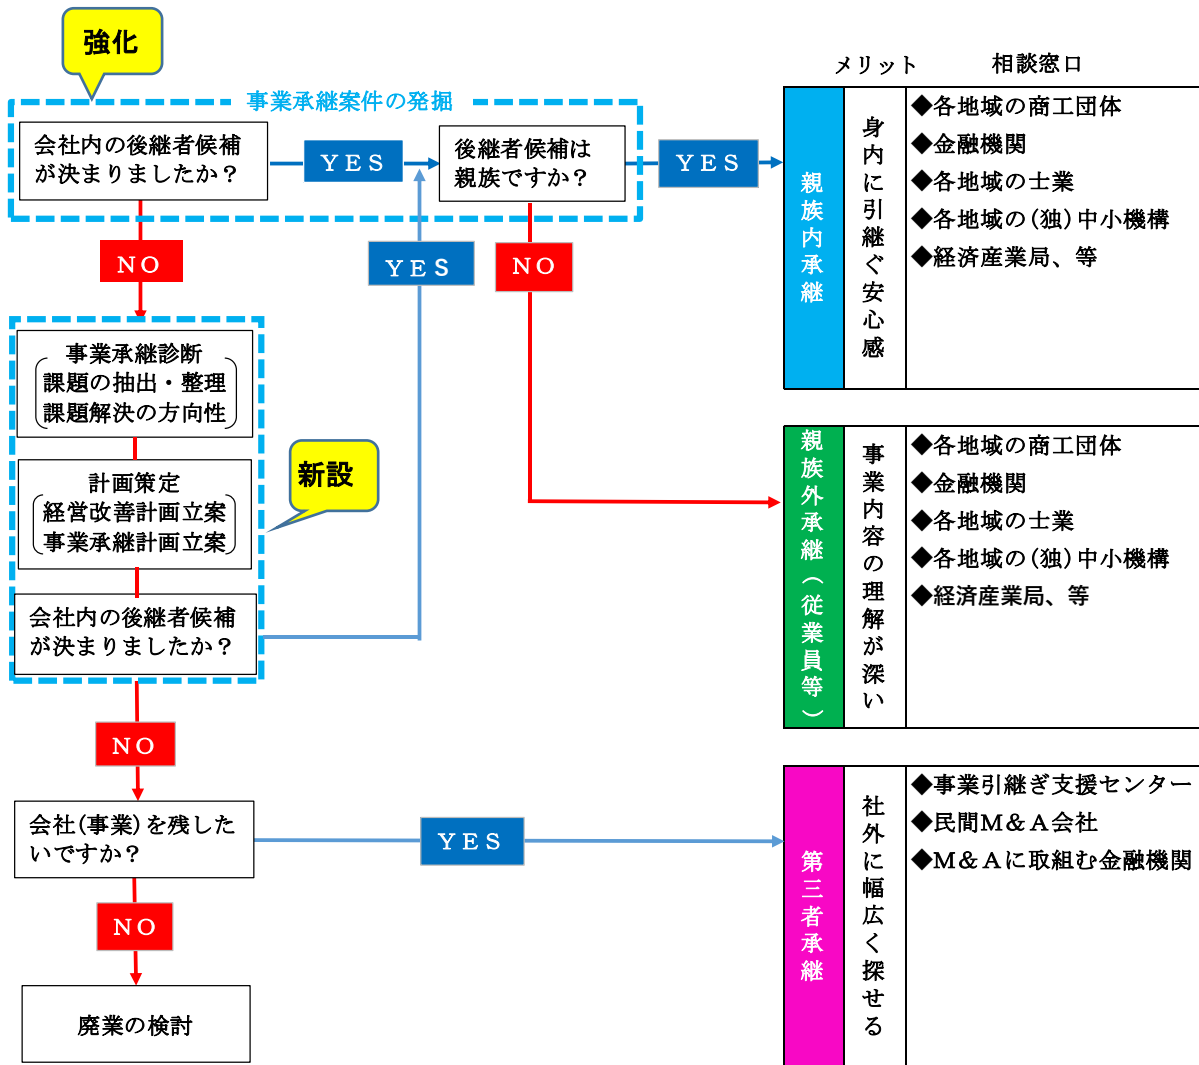 強化
事業承継案件の発掘
会社内の後継者候補
が決まりましたか？
ＹＥＳ
後継者候補は
親族ですか？
ＹＥＳ
ＮＯ
ＹＥＳ
ＮＯ
事業承継診断
課題の抽出・整理
課題解決の方向性
計画策定
経営改善計画立案
事業承継計画立案
新設
会社内の後継者候補
が決まりましたか？
ＮＯ
会社(事業)を残した
いですか？
ＹＥＳ
ＮＯ
廃業の検討
メリット
相談窓口
親族内承継
身内に引継ぐ安心感
◆各地域の商工団体
◆金融機関
◆各地域の士業
◆各地域の(独)中小機構
◆経済産業局、等
親族外承継（従業員等）
事業内容の理解が深い
◆各地域の商工団体
◆金融機関
◆各地域の士業
◆各地域の(独)中小機構
◆経済産業局、等
第三者承継
社外に幅広く探せる
◆事業引継ぎ支援センター
◆民間Ｍ＆Ａ会社
◆Ｍ＆Ａに取組む金融機関